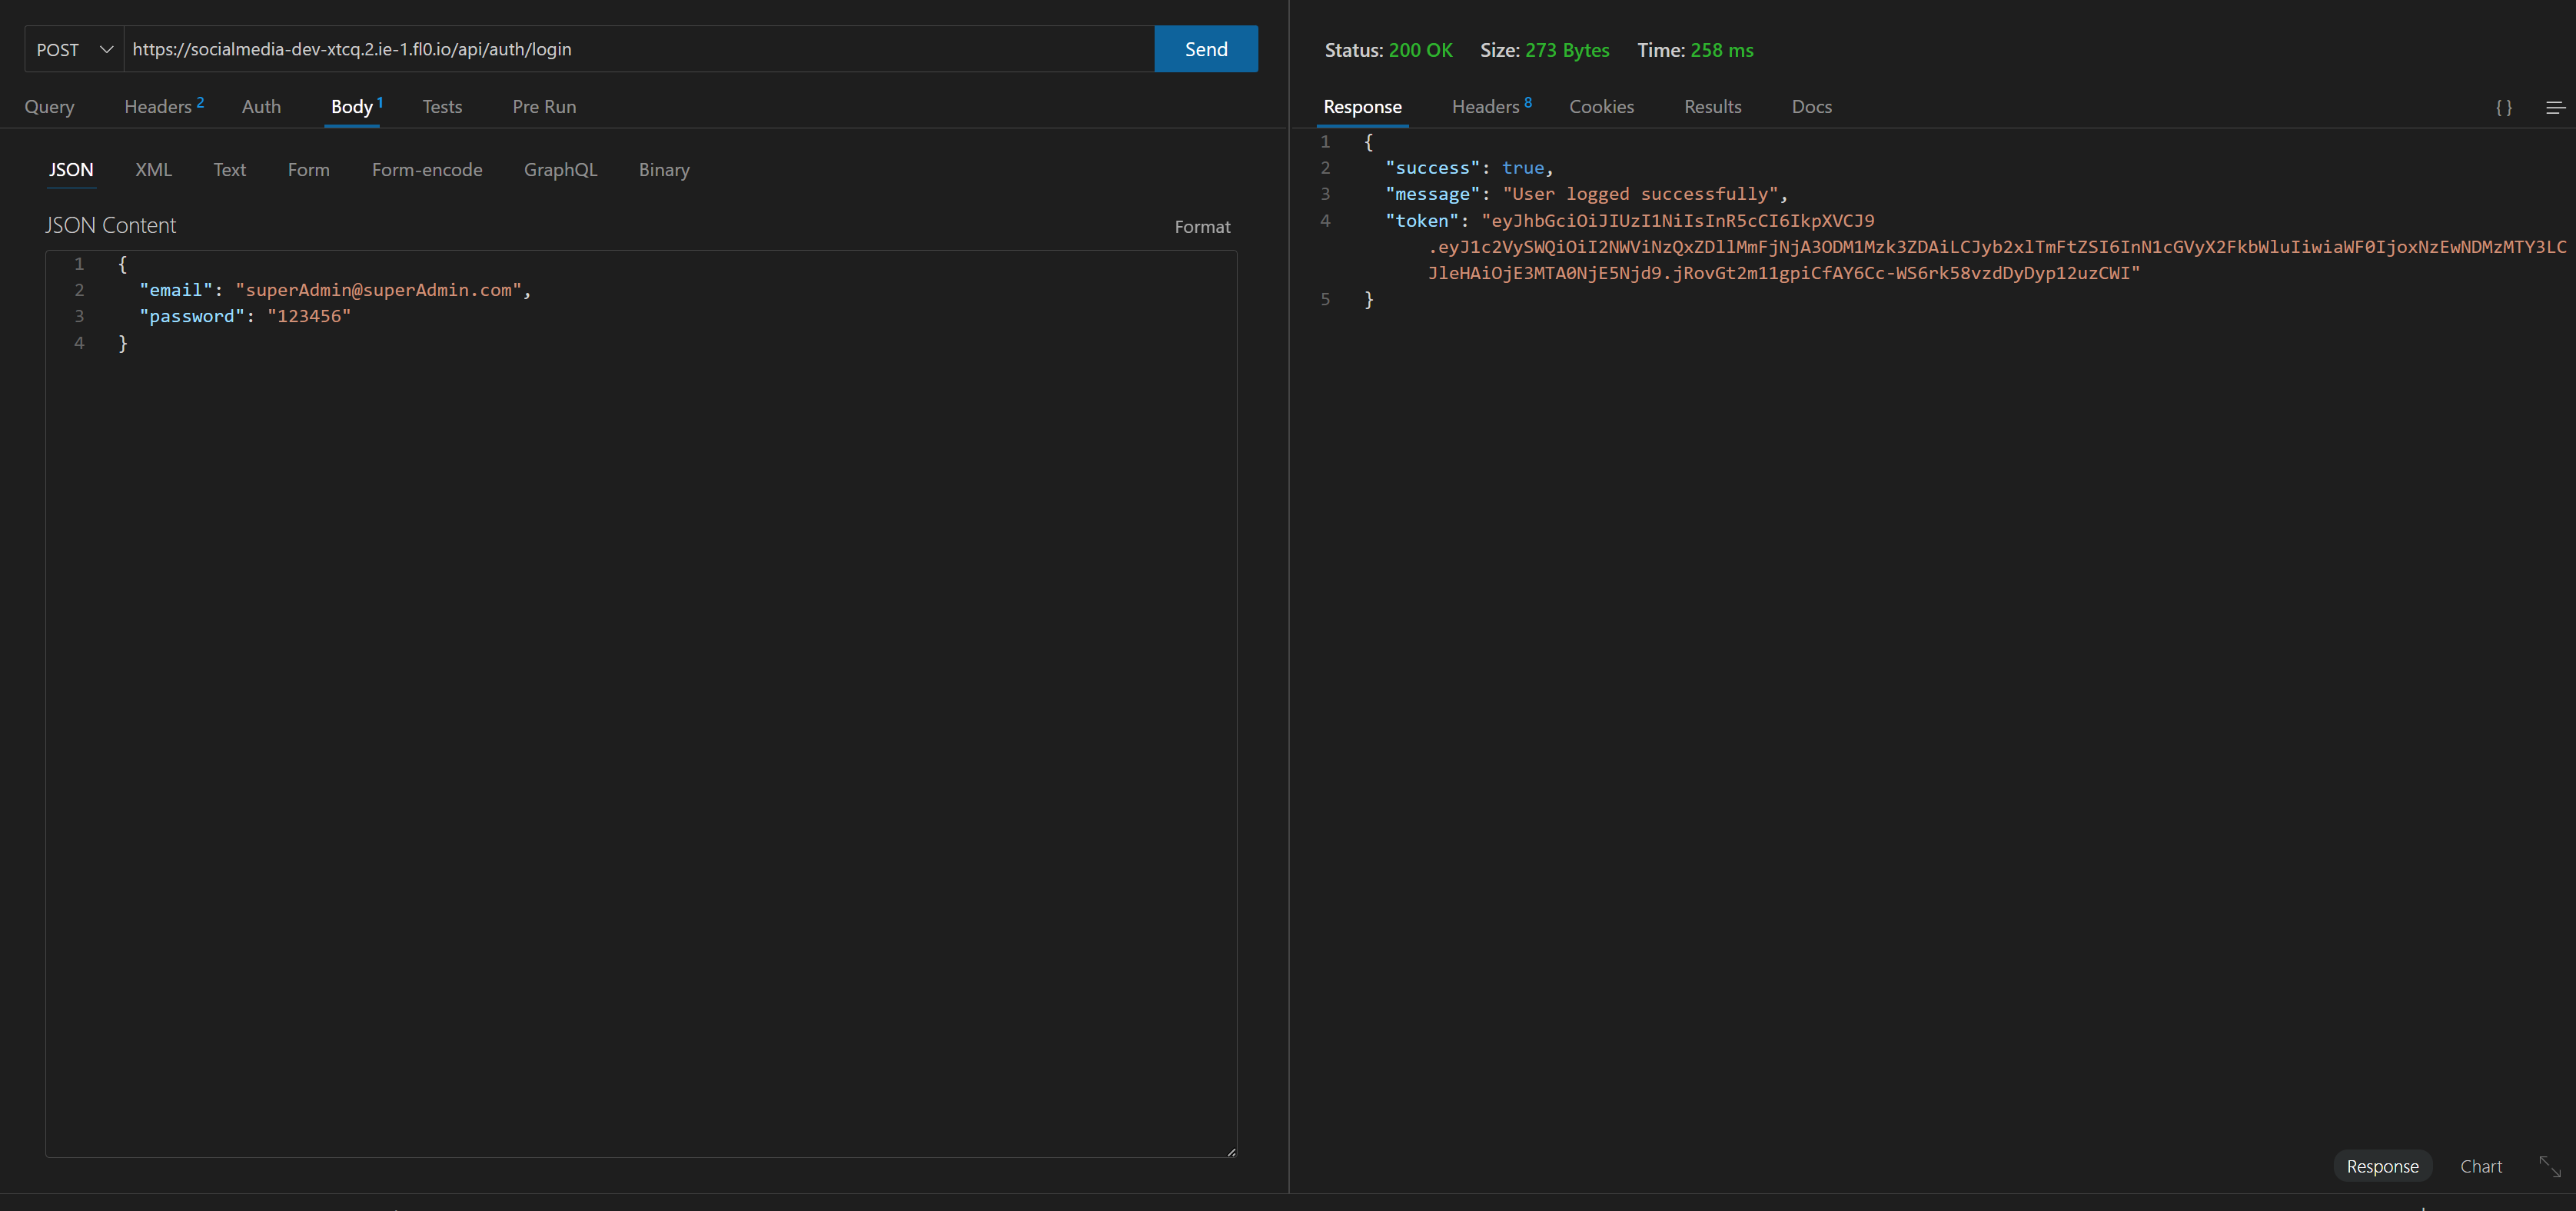 POST https://socialmedia-dev-xtcq.2.ie-1.fl0.io/api/auth/login Send
Query Headers 2 Auth Body 1 Tests Pre Run
JSON XML Text Form Form-encode GraphQL Binary
JSON Content Format
1 {
2 "email": "superAdmin@superAdmin.com",
3 "password": "123456"
4 }
Status: 200 OK Size: 273 Bytes Time: 258 ms
Response Headers 8 Cookies Results Docs { }
1 {
2 "success": true,
3 "message": "User logged successfully",
4 "token": "eyJhbGciOiJIUzI1NiIsInR5cCI6IkpXVCJ9
.eyJ1c2VySWQiOiI2NWViNzQxZDllMmFjNjA3ODM1Mzk3ZDAiLCJyb2xlTmFtZSI6InN1cGVyX2FkbWluIiwiaWF0IjoxNzEwNDMzMTY3LC
JleHAiOjE3MTA0NjE5Njd9.jRovGt2m11gpiCfAY6Cc-WS6rk58vzdDyDyp12uzCWI"
5 }
Response Chart